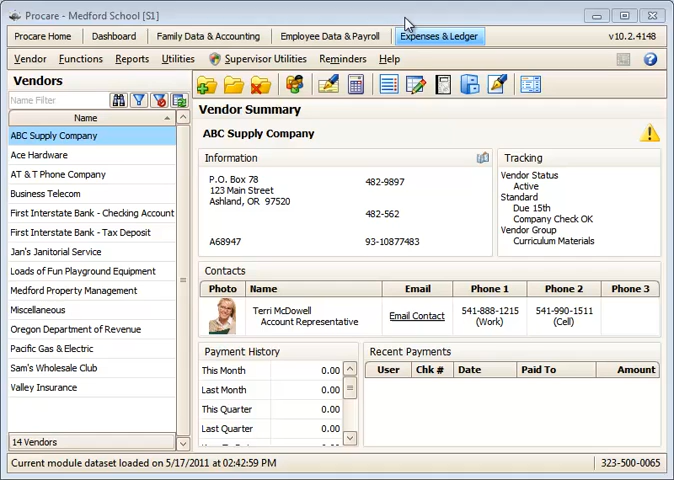 Procare - Medford School [S1]
Procare Home Dashboard Family Data & Accounting Employee Data & Payroll Expenses & Ledger v10.2.4148
Vendor Functions Reports Utilities Supervisor Utilities Reminders Help
Vendors
Name Filter
Name
ABC Supply Company
Ace Hardware
AT & T Phone Company
Business Telecom
First Interstate Bank - Checking Account
First Interstate Bank - Tax Deposit
Jan's Janitorial Service
Loads of Fun Playground Equipment
Medford Property Management
Miscellaneous
Oregon Department of Revenue
Pacific Gas & Electric
Sam's Wholesale Club
Valley Insurance
14 Vendors
Vendor Summary
ABC Supply Company
Information
P.O. Box 78 482-9897
123 Main Street
Ashland, OR 97520
482-562
A68947 93-10877483
Tracking
Vendor Status
Active
Standard
Due 15th
Company Check OK
Vendor Group
Curriculum Materials
Contacts
Photo Name Email Phone 1 Phone 2 Phone 3
Terri McDowell Email Contact 541-888-1215 541-990-1511
Account Representative (Work) (Cell)
Payment History
This Month 0.00
Last Month 0.00
This Quarter 0.00
Last Quarter 0.00
Recent Payments
User Chk # Date Paid To Amount
Current module dataset loaded on 5/17/2011 at 02:42:59 PM 323-500-0065